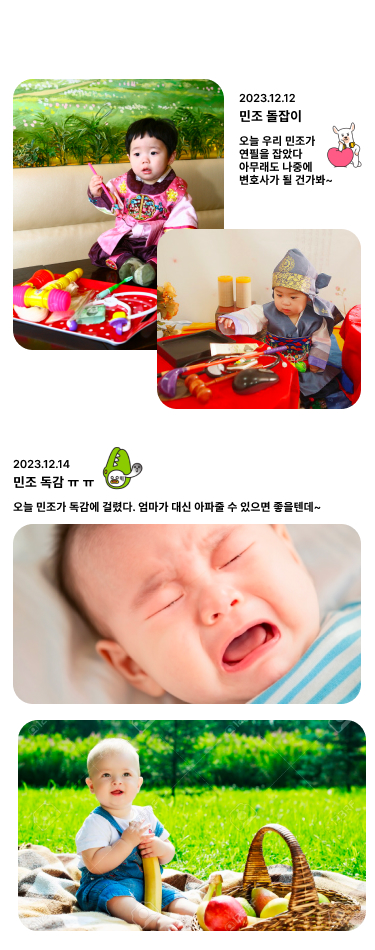 2023.12.12
민조 돌잡이
오늘 우리 민조가
연필을 잡았다
아무래도 나중에
변호사가 될 건가봐~
2023.12.14
민조 독감 ㅠ ㅠ
오늘 민조가 독감에 걸렸다. 엄마가 대신 아파줄 수 있으면 좋을텐데~